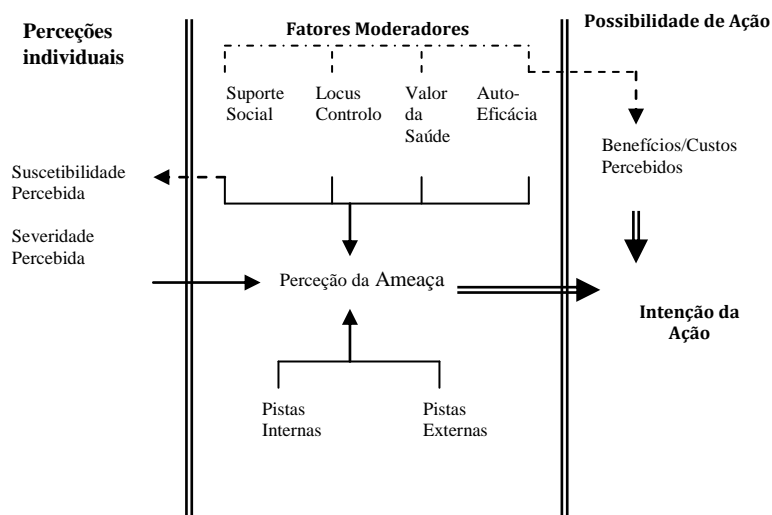 Perceções
individuais
Fatores Moderadores
Possibilidade de Ação
Suporte
Social
Locus
Controlo
Valor
da
Saúde
Auto-
Eficácia
Benefícios/Custos
Percebidos
Suscetibilidade
Percebida
Severidade
Percebida
Perceção da Ameaça
Intenção da
Ação
Pistas
Internas
Pistas
Externas